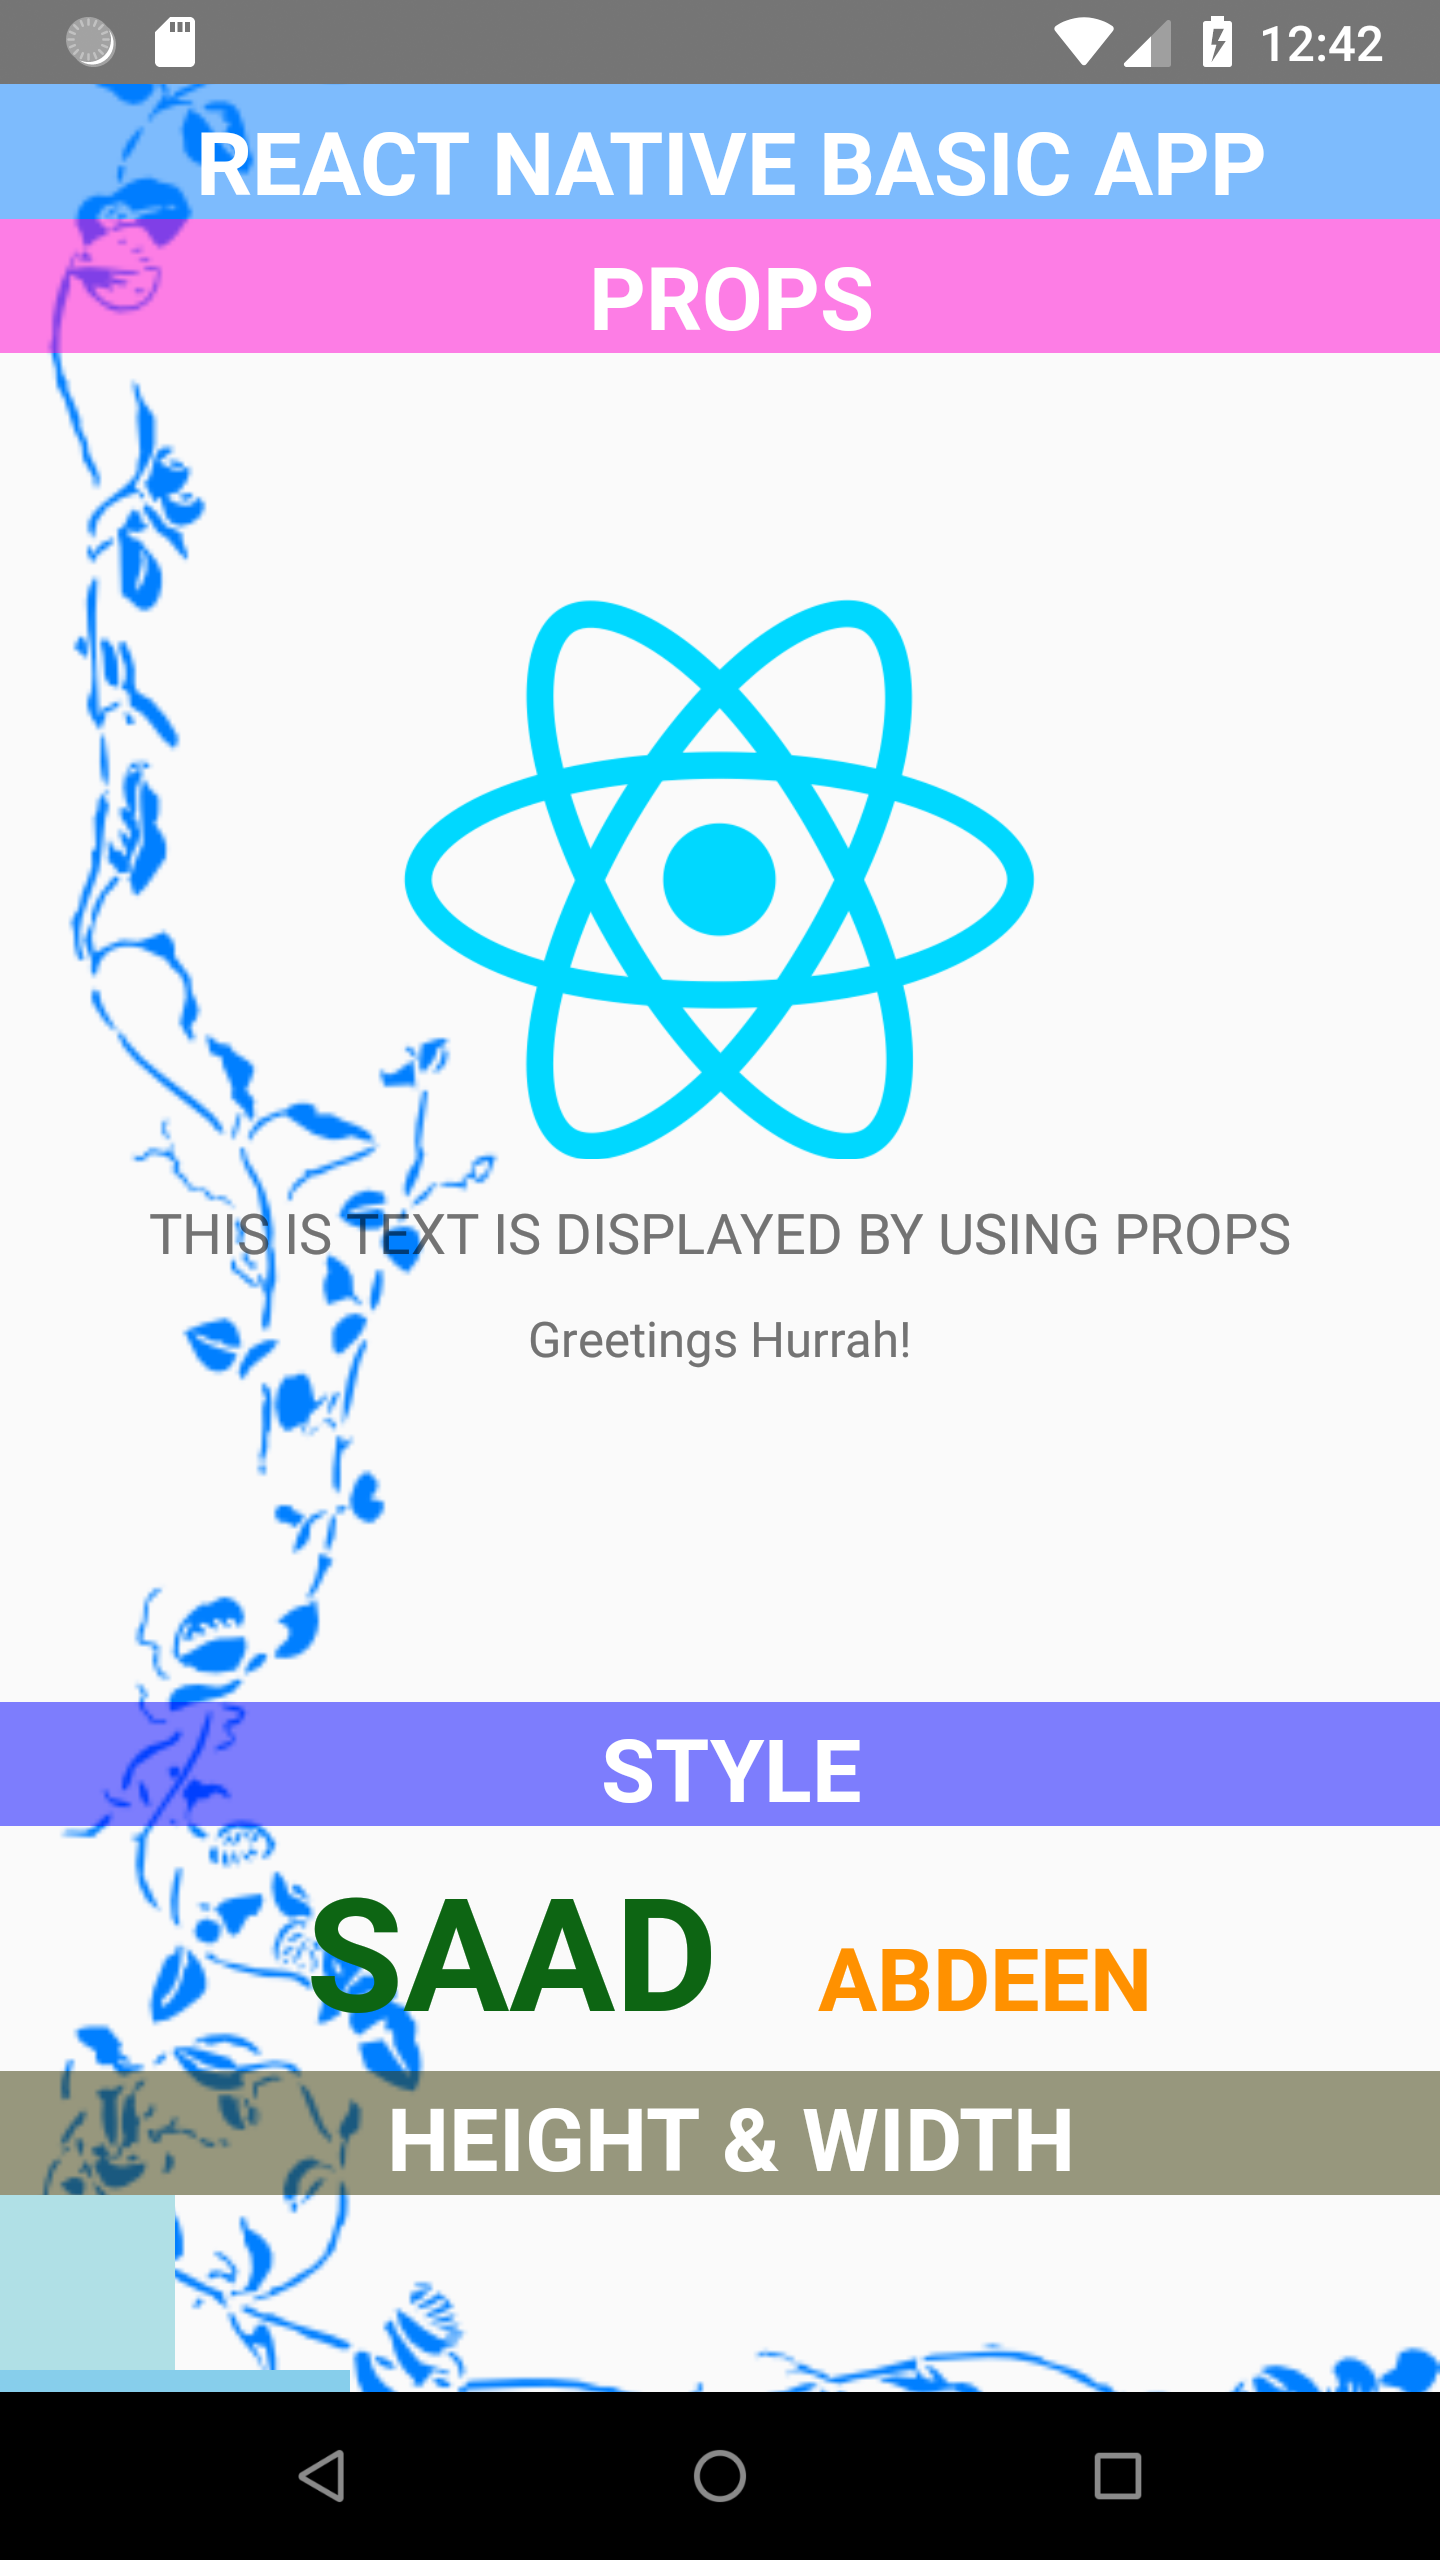 12:42
REACT NATIVE BASIC APP
PROPS
THIS IS TEXT IS DISPLAYED BY USING PROPS
Greetings Hurrah!
STYLE
SAAD ABDEEN
HEIGHT & WIDTH